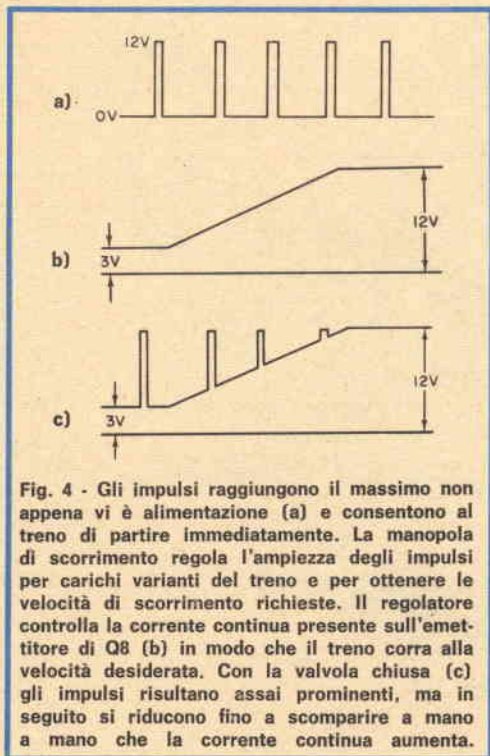 12V
a)
0V
b)
3V
12V
c)
3V
12V
Fig. 4 - Gli impulsi raggiungono il massimo non
appena vi è alimentazione (a) e consentono al
treno di partire immediatamente. La manopola
di scorrimento regola l'ampiezza degli impulsi
per carichi varianti del treno e per ottenere le
velocità di scorrimento richieste. Il regolatore
controlla la corrente continua presente sull'emet-
titore di Q8 (b) in modo che il treno corra alla
velocità desiderata. Con la valvola chiusa (c)
gli impulsi risultano assai prominenti, ma in
seguito si riducono fino a scomparire a mano
a mano che la corrente continua aumenta.